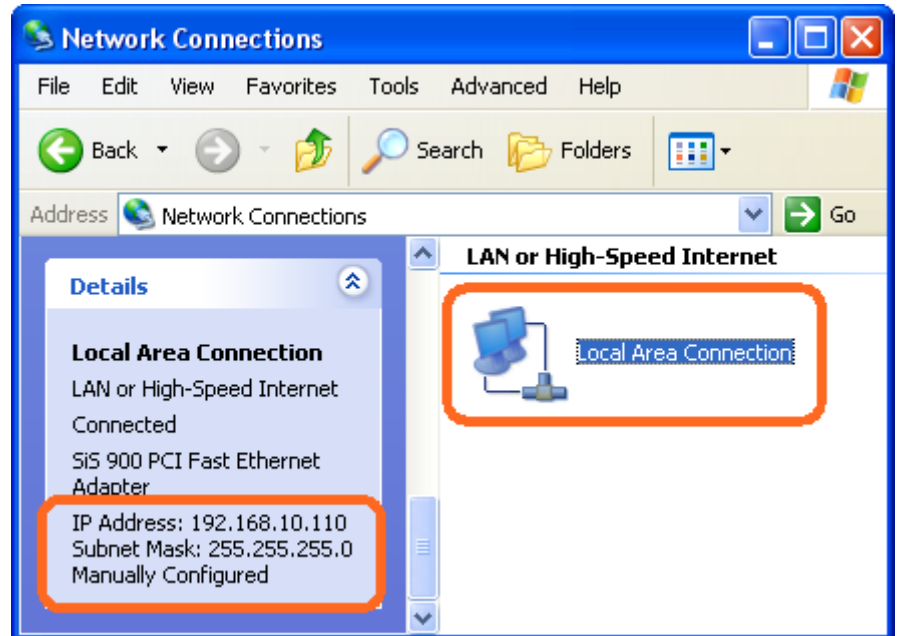 Network Connections
File Edit View Favorites Tools Advanced Help
Back Search Folders
Address Network Connections Go
Details
Local Area Connection
LAN or High-Speed Internet
Connected
SiS 900 PCI Fast Ethernet
Adapter
IP Address: 192.168.10.110
Subnet Mask: 255.255.255.0
Manually Configured
LAN or High-Speed Internet
Local Area Connection